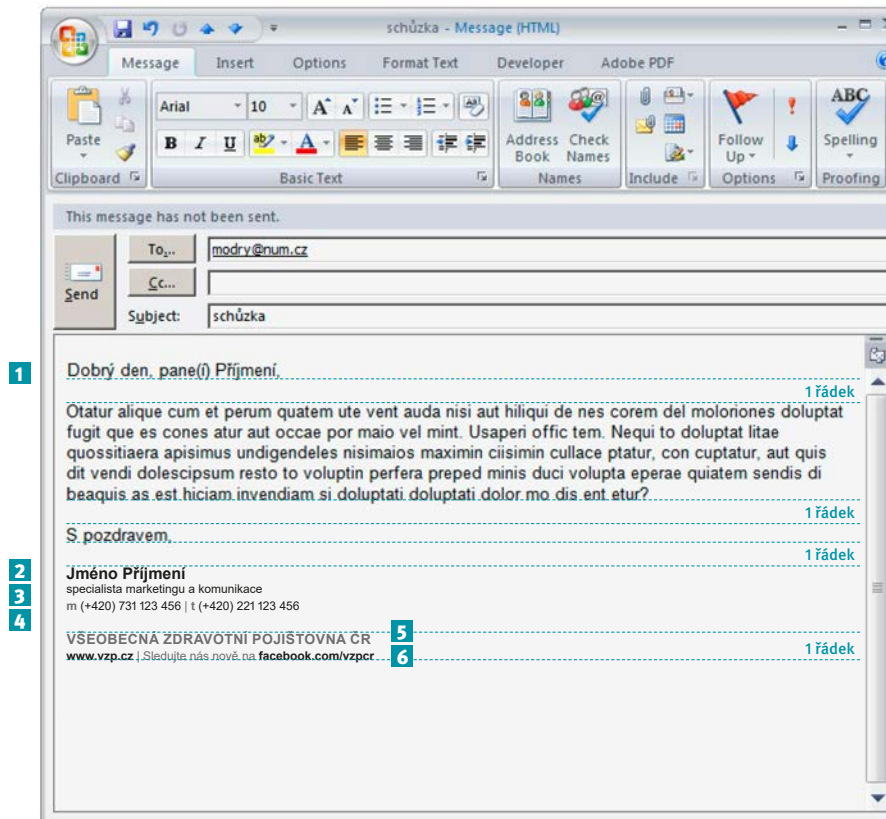 schůzka - Message (HTML)
Message Insert Options Format Text Developer Adobe PDF
Paste
Clipboard
Arial 10
B I U
Basic Text
Address Book
Check Names
Names
Include
Follow Up
Options
ABC
Spelling
Proofing
This message has not been sent.
Send
To... modry@num.cz
Cc...
Subject: schůzka
1 Dobrý den, pane(í) Příjmení,
1 řádek
Otatur alique cum et perum quatem ute vent auda nisi aut hiliqui de nes corem del moloriones doluptat
fugit que es cones atur aut occae por maio vel mint. Usaperi offic tem. Nequi to doluptat litae
quossitiaera apisimus undigendeles nisimaios maximin ciisimin cullace ptatur, con cuptatur, aut quis
dit vendi dolescipsum resto to voluptin perfera preped minis duci volupta eperae quiatem sendis di
beaquis as est hiciam invendiam si doluptati doluptati dolor mo dis ent etur?
1 řádek
S pozdravem,
1 řádek
2 Jméno Příjmení
3 specialista marketingu a komunikace
4 m (+420) 731 123 456 | t (+420) 221 123 456
VŠEOBECNÁ ZDRAVOTNÍ POJIŠŤOVNA ČR 5
1 řádek
www.vzp.cz | Sledujte nás nově na facebook.com/vzpcr 6